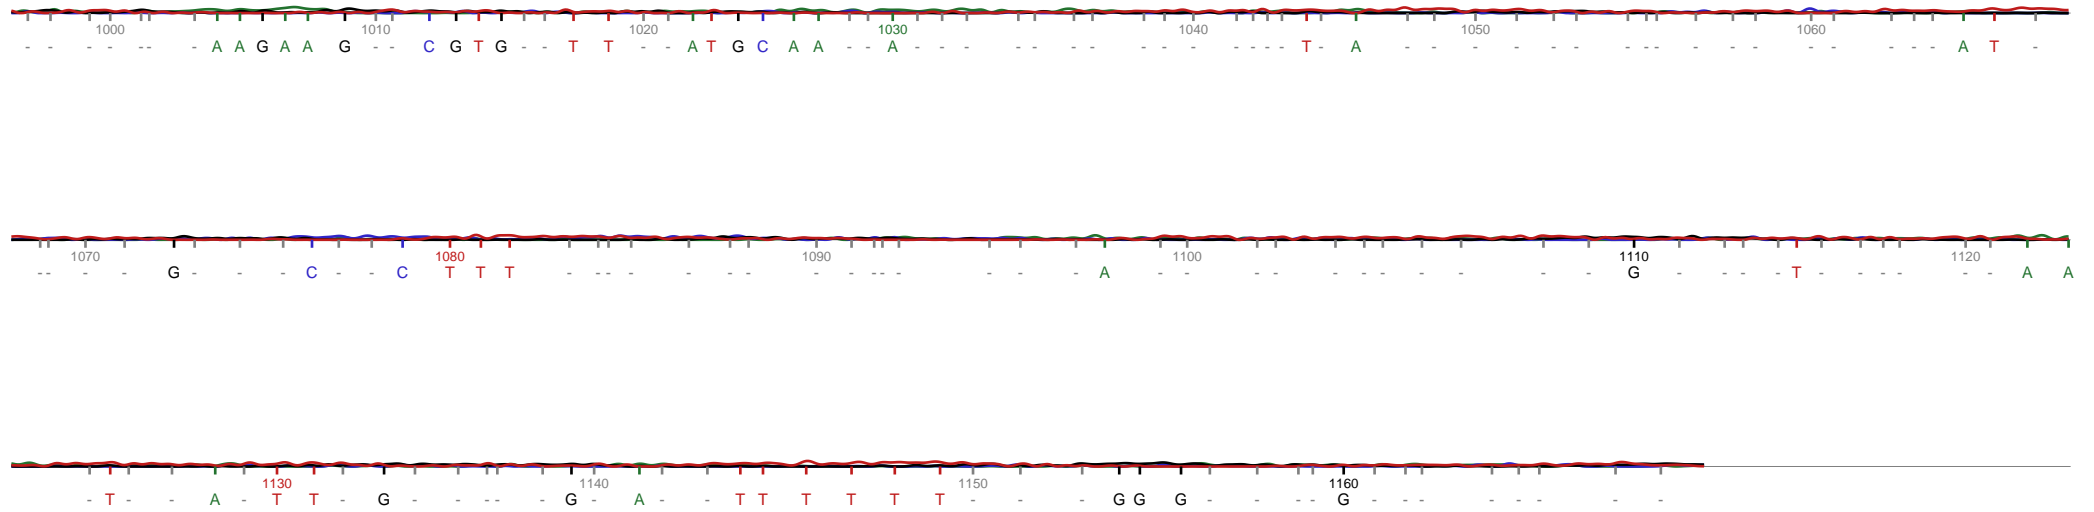 1000 1010 1020 1030 1040 1050 1060
- - - - - - - - A A G A A G - - C G T G - - T T - - A T G C A A - - A - - - - - - - - - - - - - - - T - A - - - - - - - - - - - - - - - - - A T -
1070 1080 1090 1100 1110 1120
- - - - G - - - C - - C T T T - - - - - - - - - - - - - - - A - - - - - - - - - - - - G - - - - T - - - - - - - A A
1130 1140 1150 1160
- T - - A - T T - G - - - - - G - A - - T T T T T T - - - G G G - - - - G - - - - - - - -